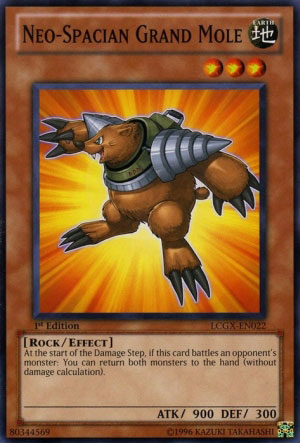 NEO-SPACIAN GRAND MOLE
EARTH
地
1st Edition
LCGX-EN022
[ROCK/EFFECT]
At the start of the Damage Step, if this card battles an opponent's
monster: You can return both monsters to the hand (without
damage calculation).
ATK/ 900 DEF/ 300
80344569
©1996 KAZUKI TAKAHASHI